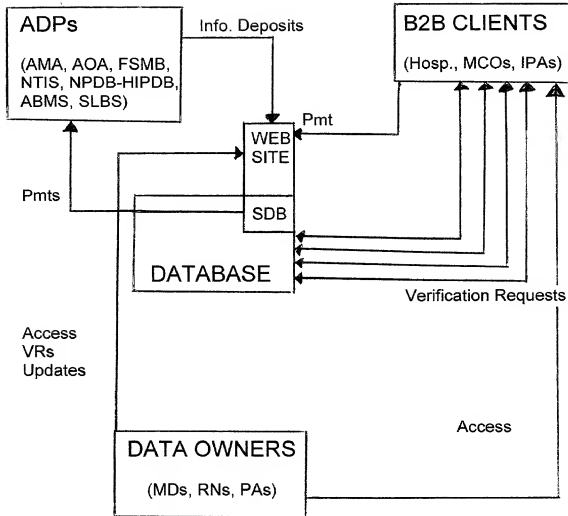 ADPs
(AMA, AOA, FSMB,
NTIS, NPDB-HIPDB,
ABMS, SLBS)
Info. Deposits
B2B CLIENTS
(Hosp., MCOs, IPAs)
Pmt
WEB
SITE
Pmts
SDB
DATABASE
Verification Requests
Access
VRs
Updates
Access
DATA OWNERS
(MDs, RNs, PAs)